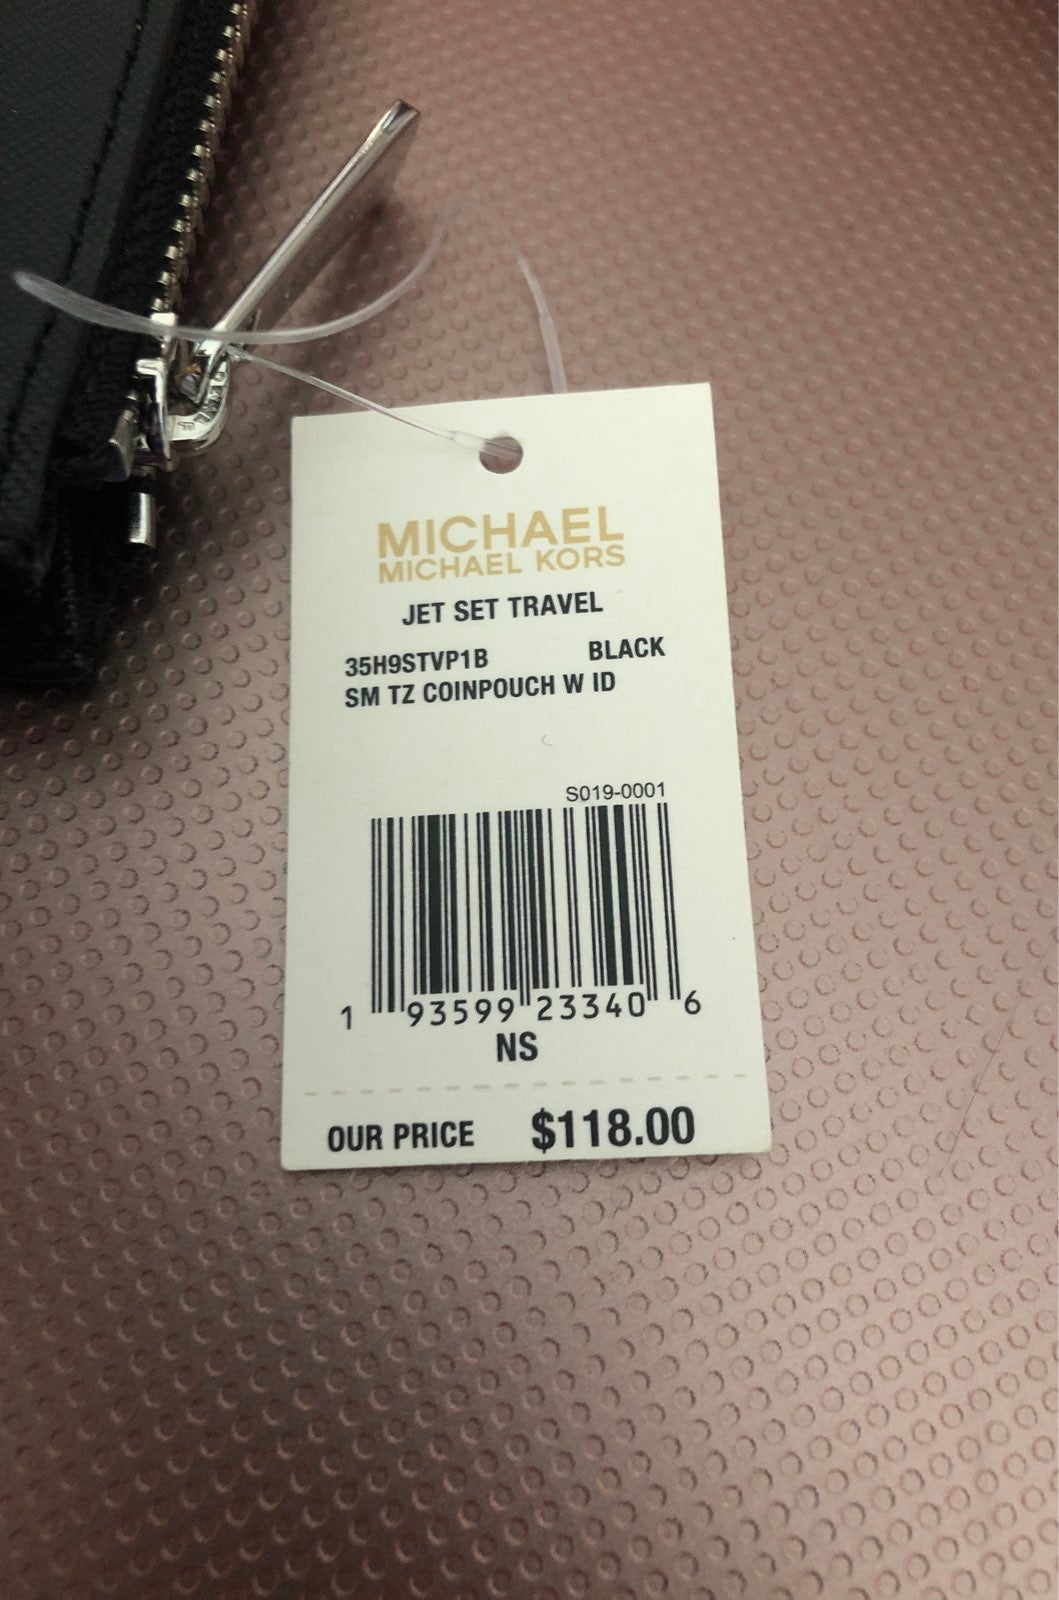 MICHAEL
MICHAEL KORS
JET SET TRAVEL
35H9STVP1B BLACK
SM TZ COINPOUCH W ID
S019-0001
1 93599 23340 6
NS
OUR PRICE $118.00